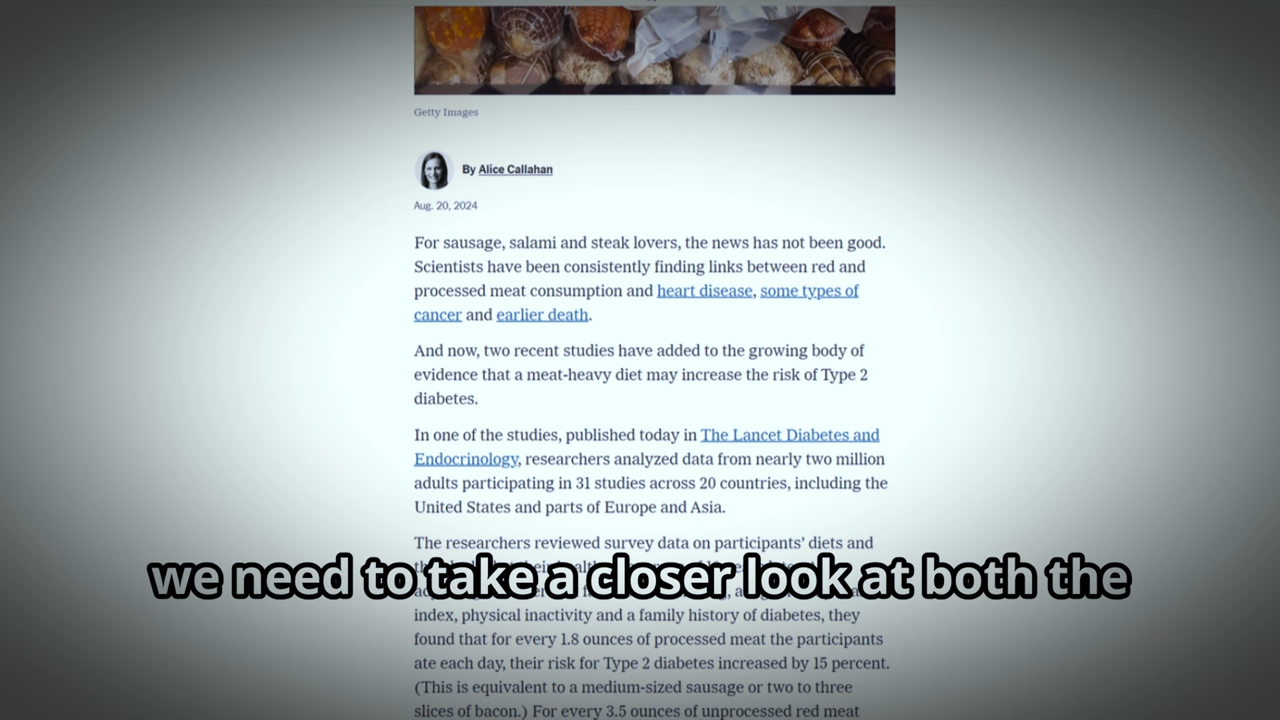 Getty Images
By Alice Callahan
Aug. 20, 2024
For sausage, salami and steak lovers, the news has not been good.
Scientists have been consistently finding links between red and
processed meat consumption and heart disease, some types of
cancer and earlier death.
And now, two recent studies have added to the growing body of
evidence that a meat-heavy diet may increase the risk of Type 2
diabetes.
In one of the studies, published today in The Lancet Diabetes and
Endocrinology, researchers analyzed data from nearly two million
adults participating in 31 studies across 20 countries, including the
United States and parts of Europe and Asia.
The researchers reviewed survey data on participants’ diets and
we need to take a closer look at both the
index, physical inactivity and a family history of diabetes, they
found that for every 1.8 ounces of processed meat the participants
ate each day, their risk for Type 2 diabetes increased by 15 percent.
(This is equivalent to a medium-sized sausage or two to three
slices of bacon.) For every 3.5 ounces of unprocessed red meat